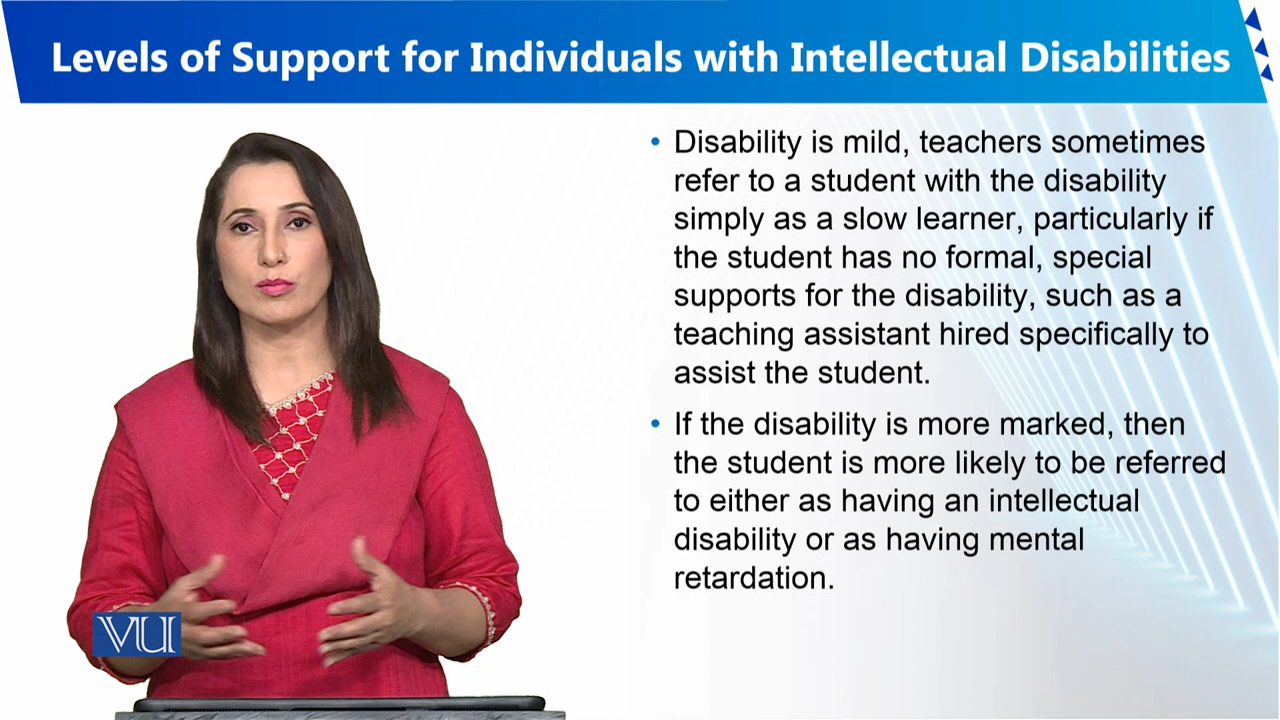 Levels of Support for Individuals with Intellectual Disabilities
• Disability is mild, teachers sometimes
refer to a student with the disability
simply as a slow learner, particularly if
the student has no formal, special
supports for the disability, such as a
teaching assistant hired specifically to
assist the student.
• If the disability is more marked, then
the student is more likely to be referred
to either as having an intellectual
disability or as having mental
retardation.
VU